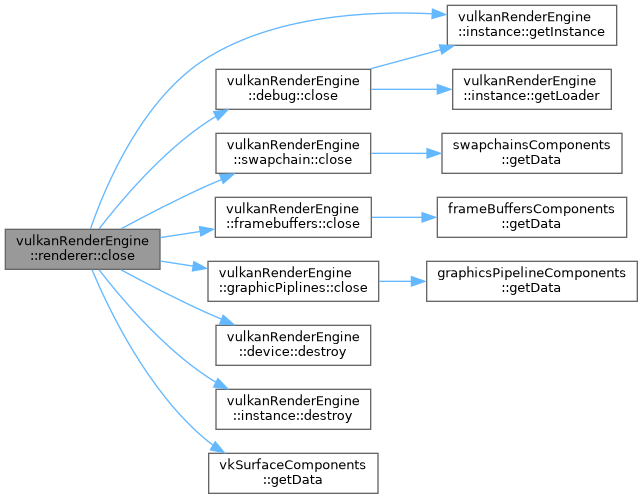 vulkanRenderEngine
::renderer::close
vulkanRenderEngine
::instance::getInstance
vulkanRenderEngine
::debug::close
vulkanRenderEngine
::instance::getLoader
vulkanRenderEngine
::swapchain::close
swapchainsComponents
::getData
vulkanRenderEngine
::framebuffers::close
frameBuffersComponents
::getData
vulkanRenderEngine
::graphicPiplines::close
graphicsPipelineComponents
::getData
vulkanRenderEngine
::device::destroy
vulkanRenderEngine
::instance::destroy
vkSurfaceComponents
::getData